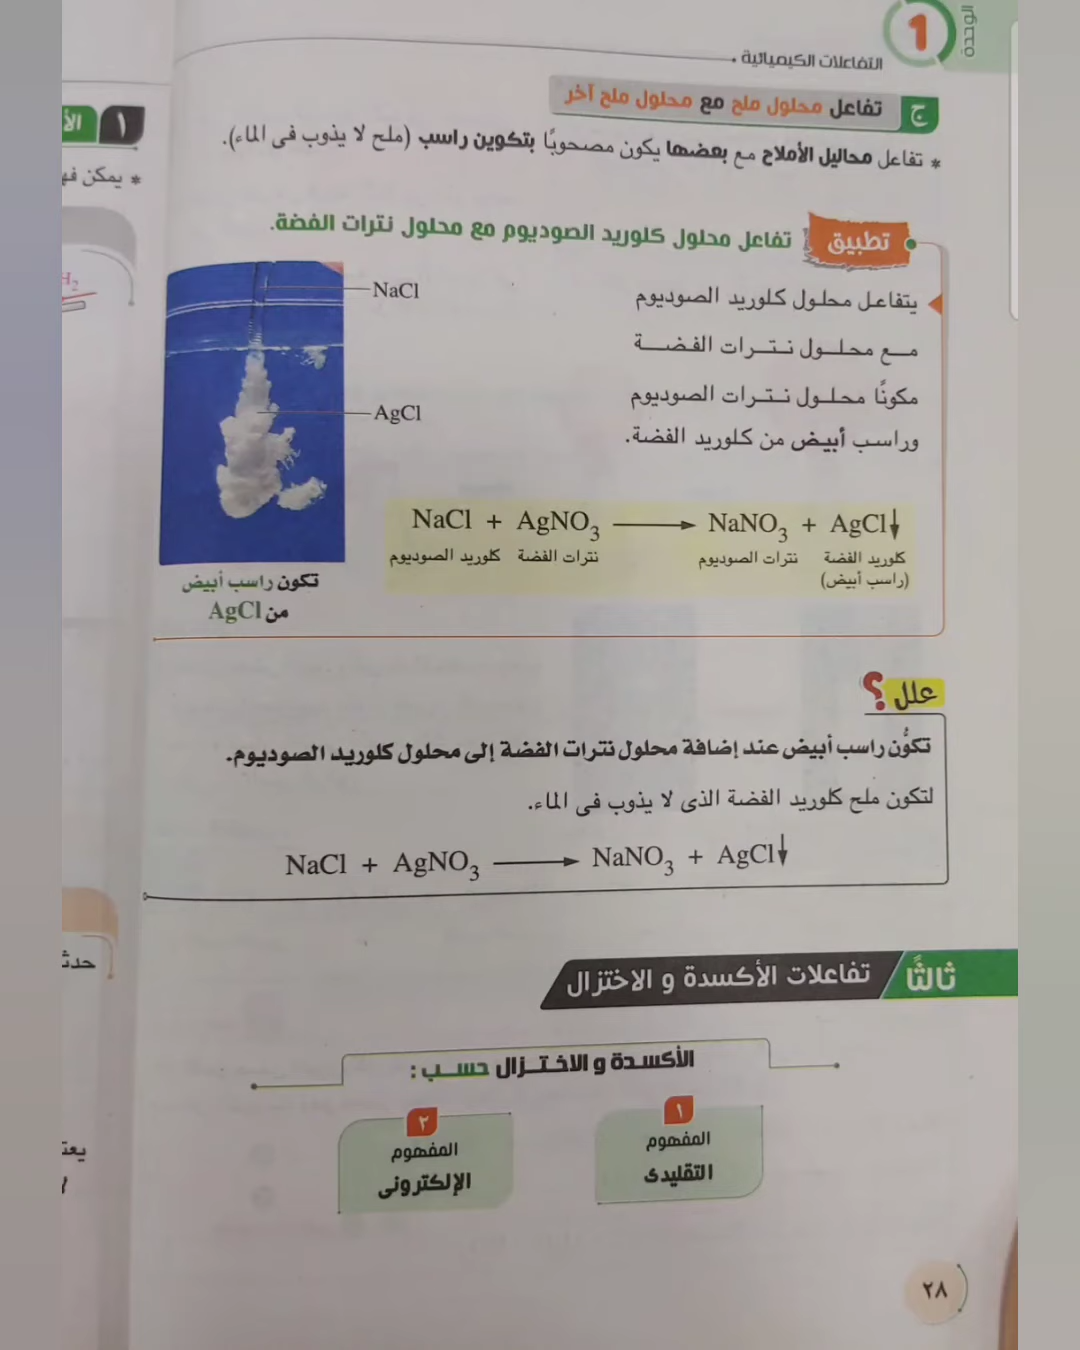 الوحدة
1
التفاعلات الكيميائية
ج تفاعل محلول ملح مع محلول ملح آخر
* تفاعل محاليل الأملاح مع بعضها يكون مصحوبًا بتكوين راسب (ملح لا يذوب فى الماء).
تطبيق تفاعل محلول كلوريد الصوديوم مع محلول نترات الفضة.
يتفاعل محلول كلوريد الصوديوم
مع محلول نترات الفضة
مكونًا محلول نترات الصوديوم
وراسب أبيض من كلوريد الفضة.
NaCl
AgCl
تكون راسب أبيض
من AgCl
NaCl + AgNO₃ ⟶ NaNO₃ + AgCl↓
كلوريد الصوديوم نترات الفضة نترات الصوديوم كلوريد الفضة
(راسب أبيض)
علل ؟
تكوُّن راسب أبيض عند إضافة محلول نترات الفضة إلى محلول كلوريد الصوديوم.
لتكون ملح كلوريد الفضة الذى لا يذوب فى الماء.
NaCl + AgNO₃ ⟶ NaNO₃ + AgCl↓
ثالثًا تفاعلات الأكسدة و الاختزال
الأكسدة و الاختزال حسب :
١
المفهوم
التقليدى
٢
المفهوم
الإلكترونى
٢٨
١
* يمكن
H₂